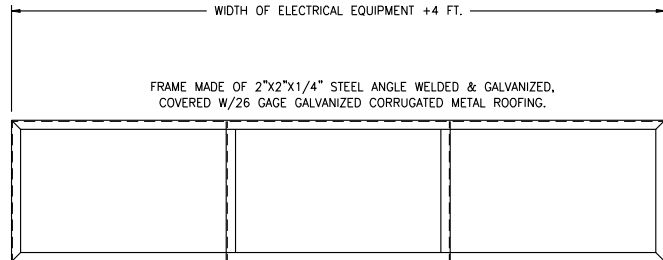 WIDTH OF ELECTRICAL EQUIPMENT +4 FT.
FRAME MADE OF 2"X2"X1/4" STEEL ANGLE WELDED & GALVANIZED,
COVERED W/26 GAGE GALVANIZED CORRUGATED METAL ROOFING.